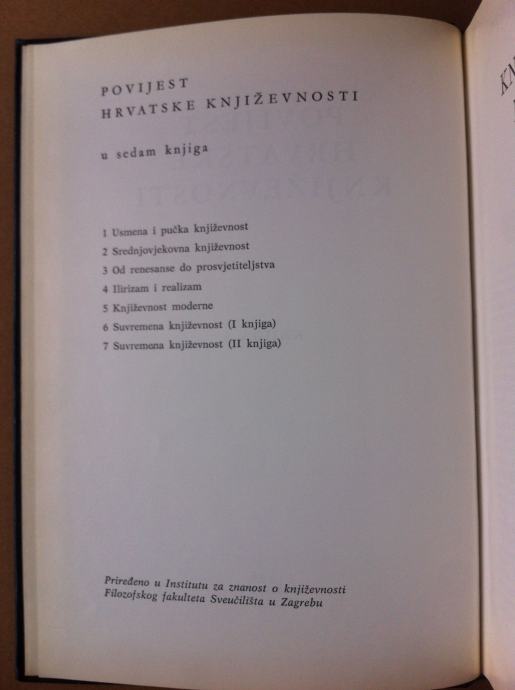 POVIJEST
HRVATSKE KNJIŽEVNOSTI
u sedam knjiga
1 Usmena i pučka književnost
2 Srednjovjekovna književnost
3 Od renesanse do prosvjetiteljstva
4 Ilirizam i realizam
5 Književnost moderne
6 Suvremena književnost (I knjiga)
7 Suvremena književnost (II knjiga)
Priređeno u Institutu za znanost o književnosti
Filozofskog fakulteta Sveučilišta u Zagrebu